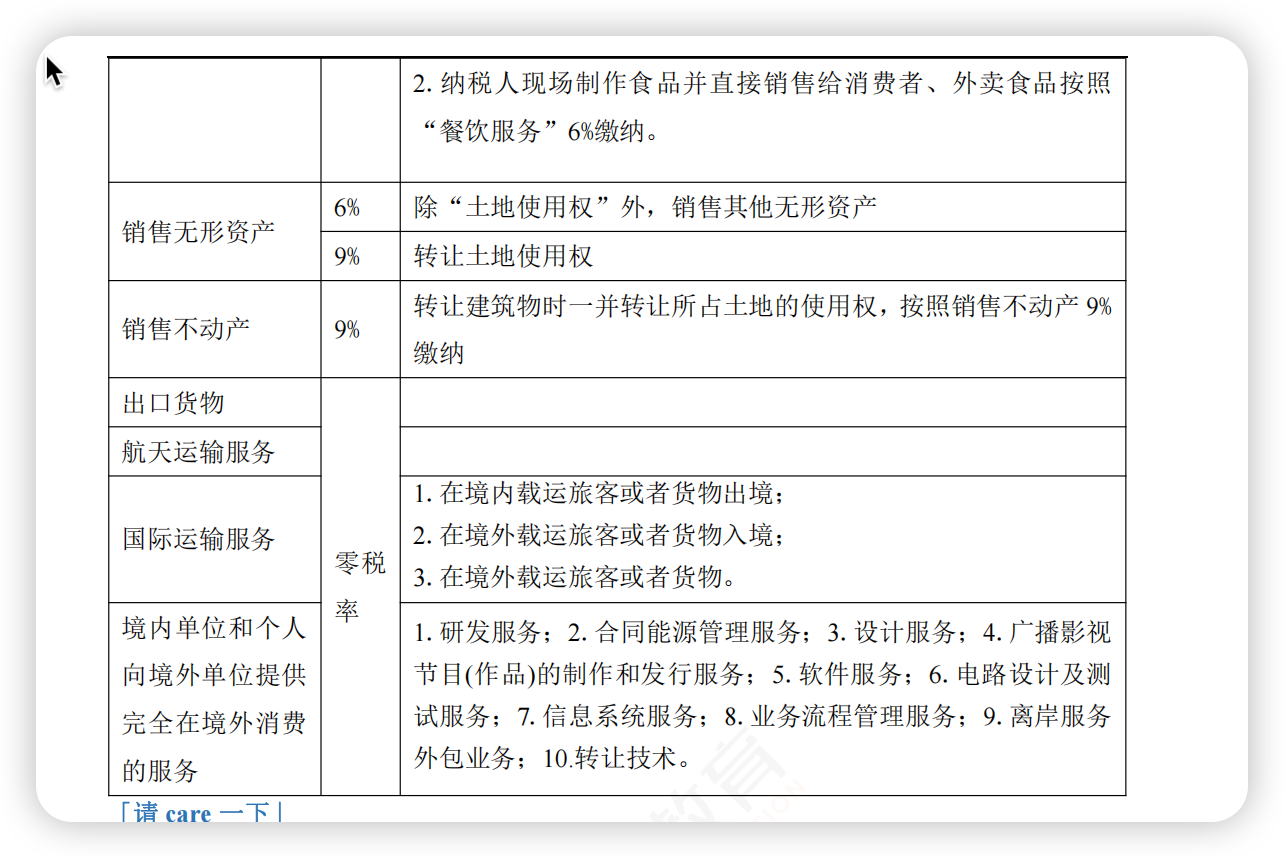 2. 纳税人现场制作食品并直接销售给消费者、外卖食品按照
“餐饮服务”6%缴纳。
销售无形资产
6%
除“土地使用权”外，销售其他无形资产
9%
转让土地使用权
销售不动产
9%
转让建筑物时一并转让所占土地的使用权，按照销售不动产 9%
缴纳
出口货物
航天运输服务
国际运输服务
零税
率
1. 在境内载运旅客或者货物出境；
2. 在境外载运旅客或者货物入境；
3. 在境外载运旅客或者货物。
境内单位和个人
向境外单位提供
完全在境外消费
的服务
1. 研发服务；2. 合同能源管理服务；3. 设计服务；4. 广播影视
节目(作品)的制作和发行服务；5. 软件服务；6. 电路设计及测
试服务；7. 信息系统服务；8. 业务流程管理服务；9. 离岸服务
外包业务；10.转让技术。
「请 care 一下」
教育